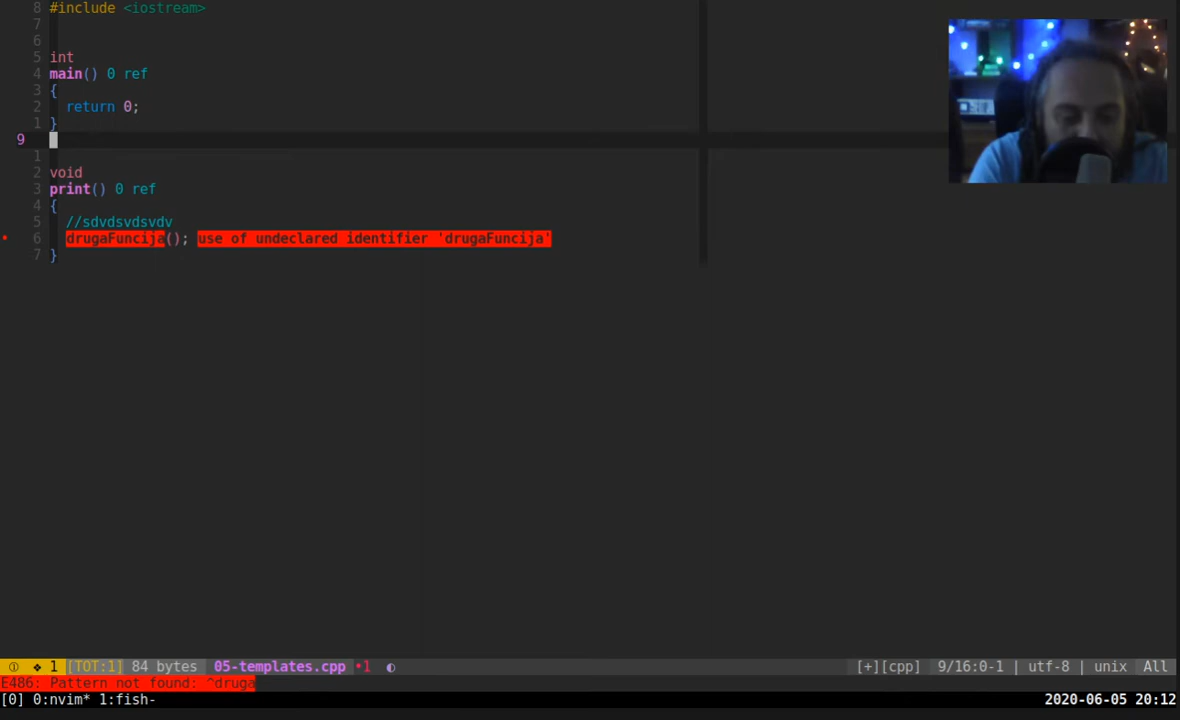 8 #include <iostream>
7
6
5 int
4 main() 0 ref
3 {
2 return 0;
1 }
9
1
2 void
3 print() 0 ref
4 {
5 //sdvdsvdsvdv
• 6 drugaFuncija(); use of undeclared identifier 'drugaFuncija'
7 }
① ❖ 1 [TOT:1] 84 bytes 05-templates.cpp •1 ◐ [+][cpp] 9/16:0-1 | utf-8 | unix All
E486: Pattern not found: ^druga
[0] 0:nvim* 1:fish- 2020-06-05 20:12